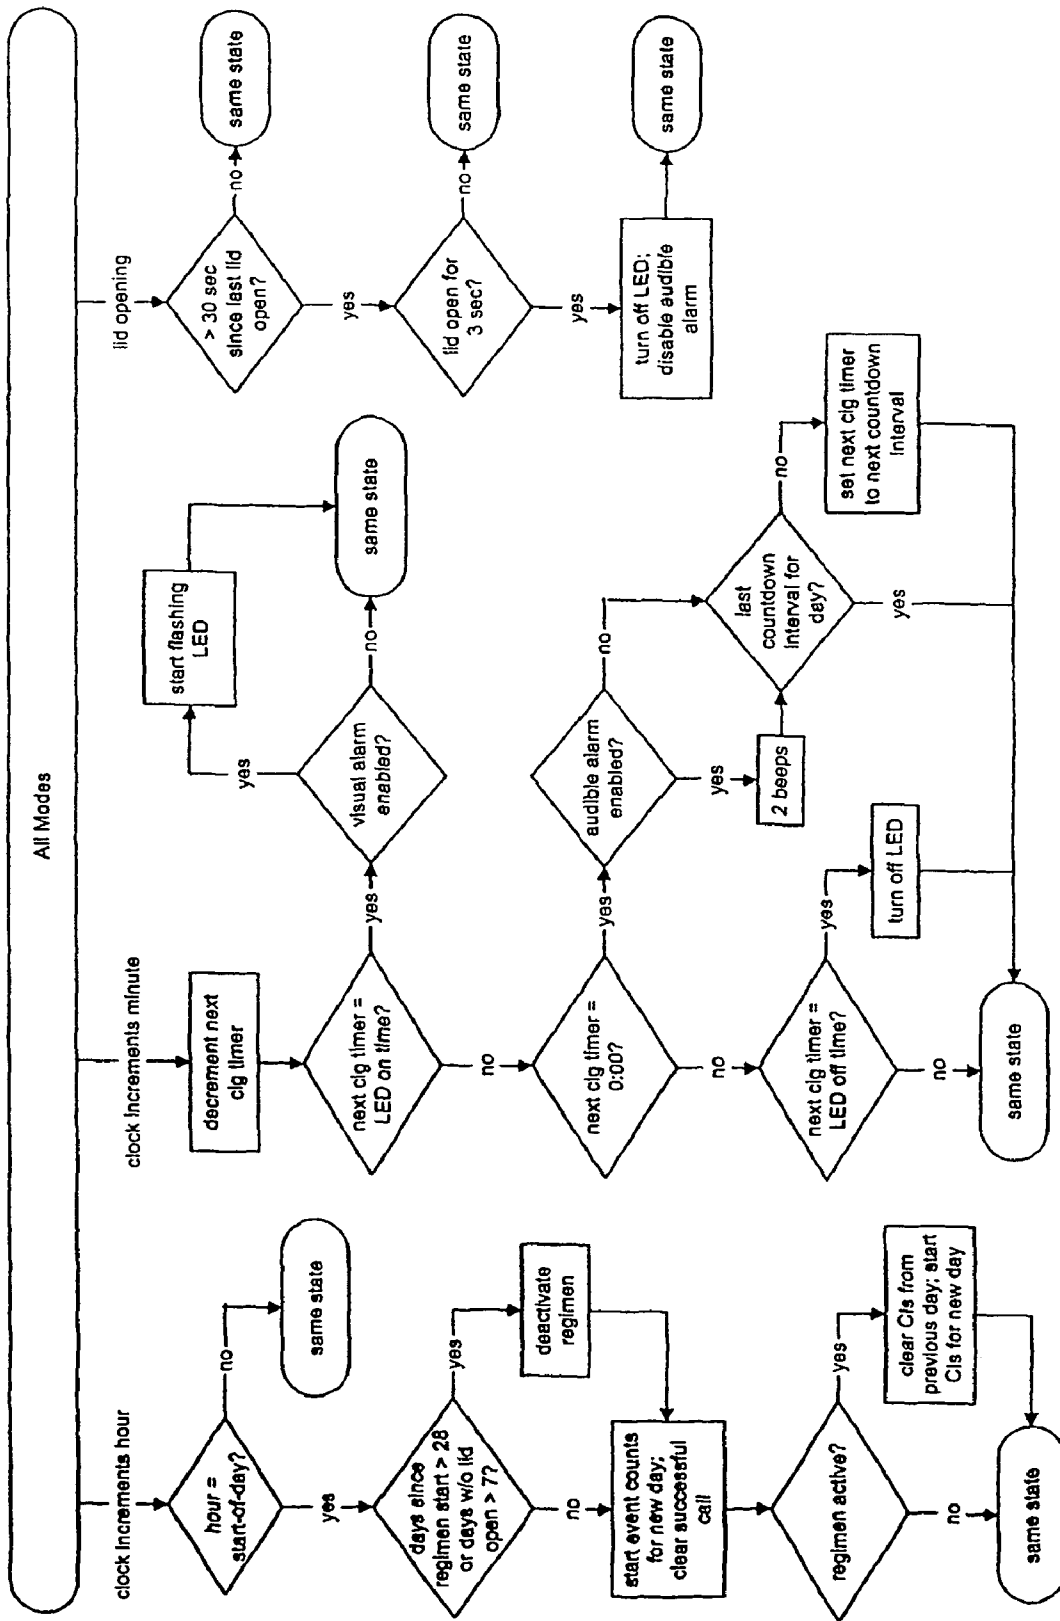 All Modes
clock increments hour
hour =
start-of-day?
no
same state
yes
days since
regimen start > 28
or days w/o lid
open > 7?
yes
deactivate
regimen
no
start event counts
for new day;
clear successful
call
regimen active?
yes
clear CIs from
previous day; start
CIs for new day
no
same state
clock increments minute
decrement next
cig timer
next cig timer =
LED on time?
yes
visual alarm
enabled?
yes
start flashing
LED
no
same state
no
next cig timer =
0:00?
yes
audible alarm
enabled?
no
yes
2 beeps
last
countdown
interval for
day?
no
set next cig timer
to next countdown
interval
yes
no
next cig timer =
LED off time?
yes
turn off LED
no
same state
lid opening
> 30 sec
since last lid
open?
no
same state
yes
lid open for
3 sec?
no
same state
yes
turn off LED;
disable audible
alarm
same state